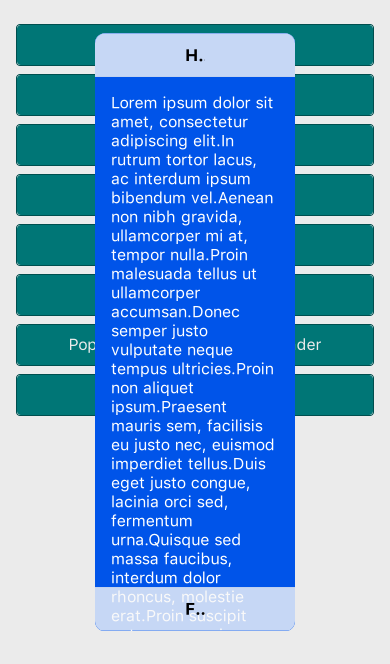 H.
Lorem ipsum dolor sit
amet, consectetur
adipiscing elit.In
rutrum tortor lacus,
ac interdum ipsum
bibendum vel.Aenean
non nibh gravida,
ullamcorper mi at,
tempor nulla.Proin
malesuada tellus ut
ullamcorper
accumsan.Donec
semper justo
vulputate neque
tempus ultricies.Proin
non aliquet
ipsum.Praesent
mauris sem, facilisis
eu justo nec, euismod
imperdiet tellus.Duis
eget justo congue,
lacinia orci sed,
fermentum
urna.Quisque sed
massa faucibus,
interdum dolor
rhoncus, molestie
erat.Proin suscipit
F..
Pop der